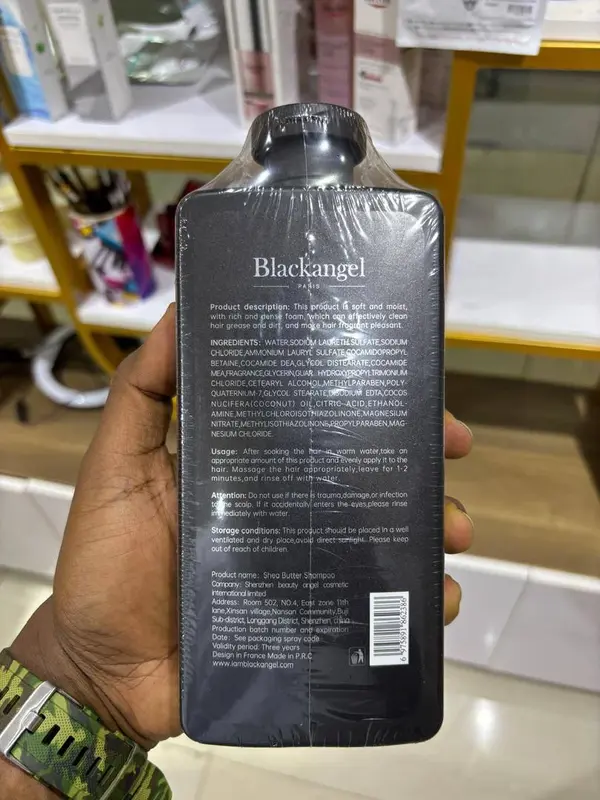 Blackangel
PARIS
Product description: This product is soft and moist,
with rich and dense foam, which can effectively clean
hair grease and dirt, and make hair fragrant pleasant.
INGREDIENTS: WATER,SODIUM LAURETH SULFATE,SODIUM
CHLORIDE,AMMONIUM LAURYL SULFATE,COCAMIDOPROPYL
BETAINE,COCAMIDE DEA,GLYCOL DISTEARATE,COCAMIDE
MEA,FRAGRANCE,GLYCERIN,GUAR HYDROXYPROPYLTRIMONIUM
CHLORIDE,CETEARYL ALCOHOL,METHYLPARABEN,POLY-
QUATERNIUM-7,GLYCOL STEARATE,DISODIUM EDTA,COCOS
NUCIFERA(COCONUT) OIL,CITRIC-ACID,ETHANOL-
AMINE,METHYLCHLOROISOTHIAZOLINONE,MAGNESIUM
NITRATE,METHYLISOTHIAZOLINONE,PROPYLPARABEN,MAG-
NESIUM CHLORIDE.
Usage: After soaking the hair in warm water,take an
appropriate amount of this product and evenly apply it to the
hair. Massage the hair appropriately,leave for 1-2
minutes,and rinse off with water.
Attention: Do not use if there is trauma,damage,or infection
to the scalp. If it accidentally enters the eyes,please rinse
immediately with water.
Storage conditions: This product should be placed in a well
ventilated and dry place,avoid direct sunlight. Please keep
out of reach of children.
Product name: Shea Butter Shampoo
Company: Shenzhen beauty angel cosmetic
international limited
Address: Room 502, NO.4, East zone 11th
lane,Xinsan village,Nansan Community,Buji
Sub-district, Longgang District, Shenzhen, china
Production batch number and expiration
Date: See packaging spray code
Validity period: Three years
Design in France Made in P.R.C
www.iamblackangel.com